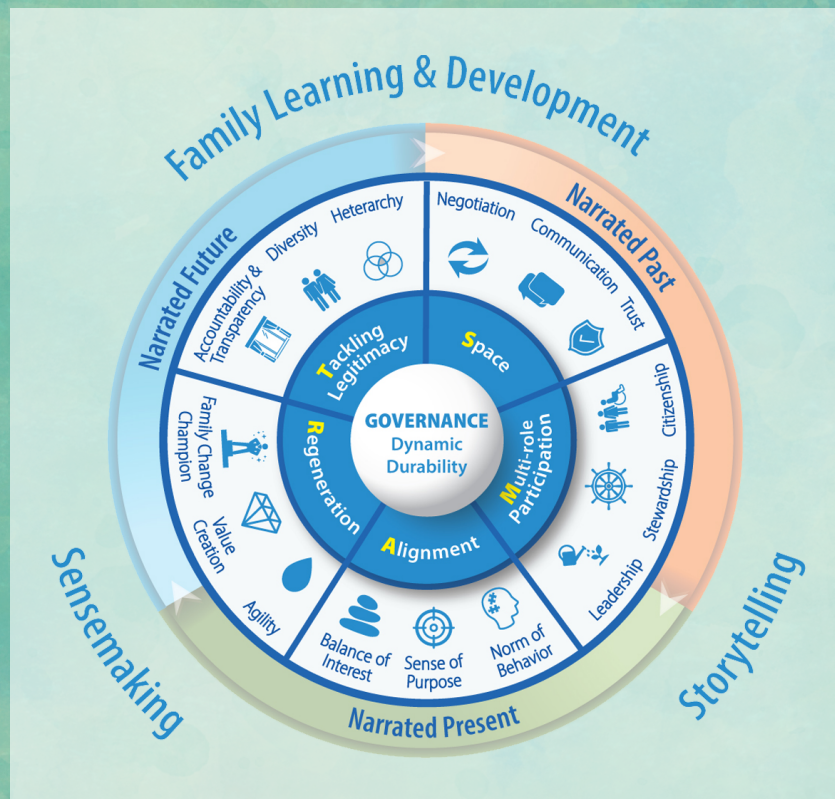 Family Learning & Development
Narrated Past
Narrated Future
Heterarchy
Diversity
Accountability &
Transparency
Negotiation
Communication
Trust
Tackling
Legitimacy
Space
GOVERNANCE
Dynamic
Durability
Multi-role
Participation
Citizenship
Stewardship
Leadership
Alignment
Norm of
Behavior
Sense of
Purpose
Balance of
Interest
Regeneration
Agility
Value
Creation
Family Change
Champion
Narrated Present
Storytelling
Sensemaking